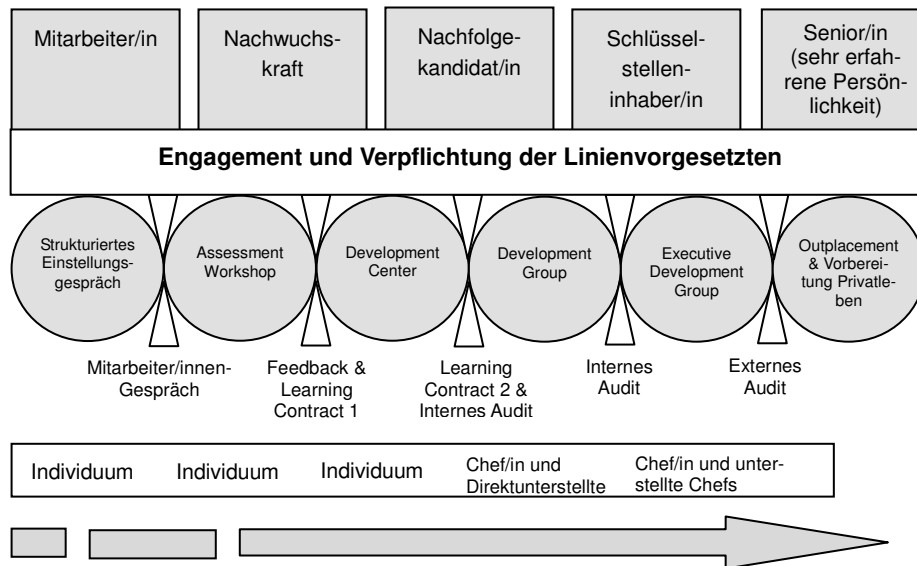 Mitarbeiter/in
Nachwuchs-
kraft
Nachfolge-
kandidat/in
Schlüssel-
stellen-
inhaber/in
Senior/in
(sehr erfah-
rene Persön-
lichkeit)
Engagement und Verpflichtung der Linienvorgesetzten
Strukturiertes
Einstellungs-
gespräch
Assessment
Workshop
Development
Center
Development
Group
Executive
Development
Group
Outplacement
& Vorberei-
tung Privatle-
ben
Mitarbeiter/innen-
Gespräch
Feedback &
Learning
Contract 1
Learning
Contract 2 &
Internes Audit
Internes
Audit
Externes
Audit
Individuum
Individuum
Individuum
Chef/in und
Direktunterstellte
Chef/in und unter-
stellte Chefs